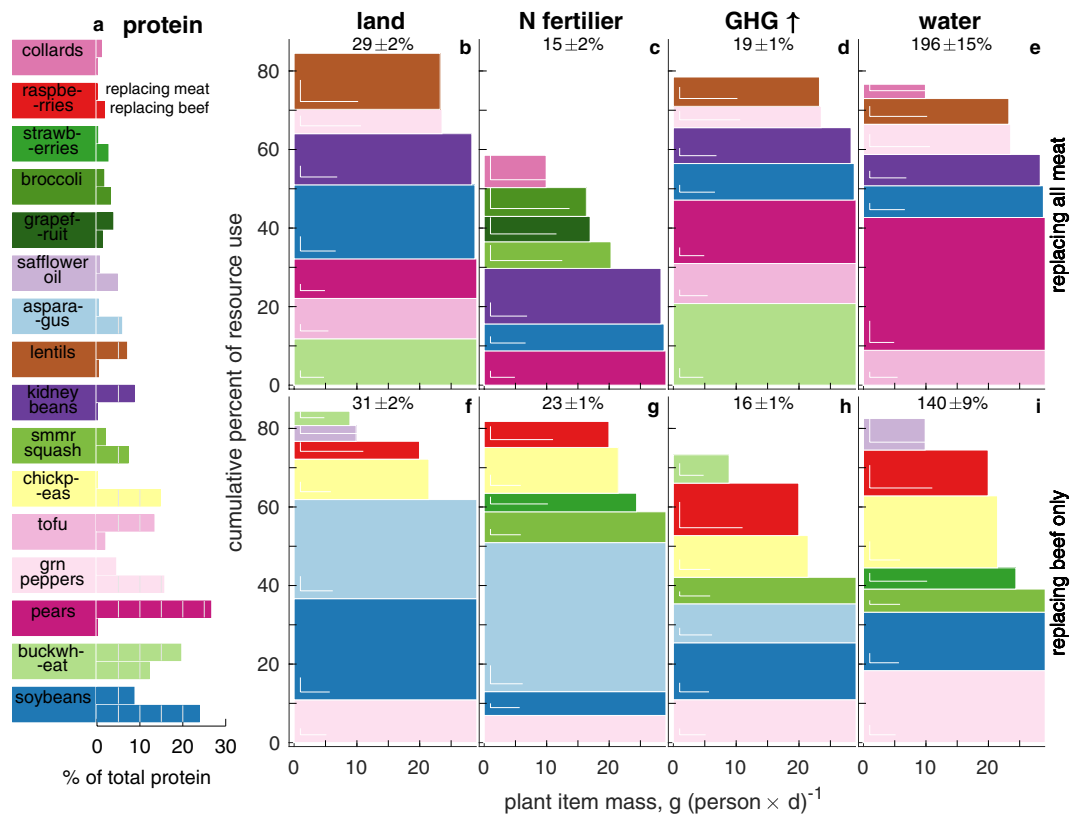 a protein
land
N fertilier
GHG ↑
water
29 ±2% b
15 ±2% c
19 ±1% d
196 ±15% e
collards
raspbe-
-rries
replacing meat
replacing beef
strawb-
-erries
broccoli
grapef-
-ruit
safflower
oil
aspara-
-gus
lentils
kidney
beans
smmr
squash
chickp-
-eas
tofu
grn
peppers
pears
buckwh-
-eat
soybeans
0 10 20 30
% of total protein
cumulative percent of resource use
80
60
40
20
0
replacing all meat
31 ±2% f
23 ±1% g
16 ±1% h
140 ±9% i
80
60
40
20
0
replacing beef only
0 10 20
0 10 20
0 10 20
0 10 20
plant item mass, g (person × d)⁻¹